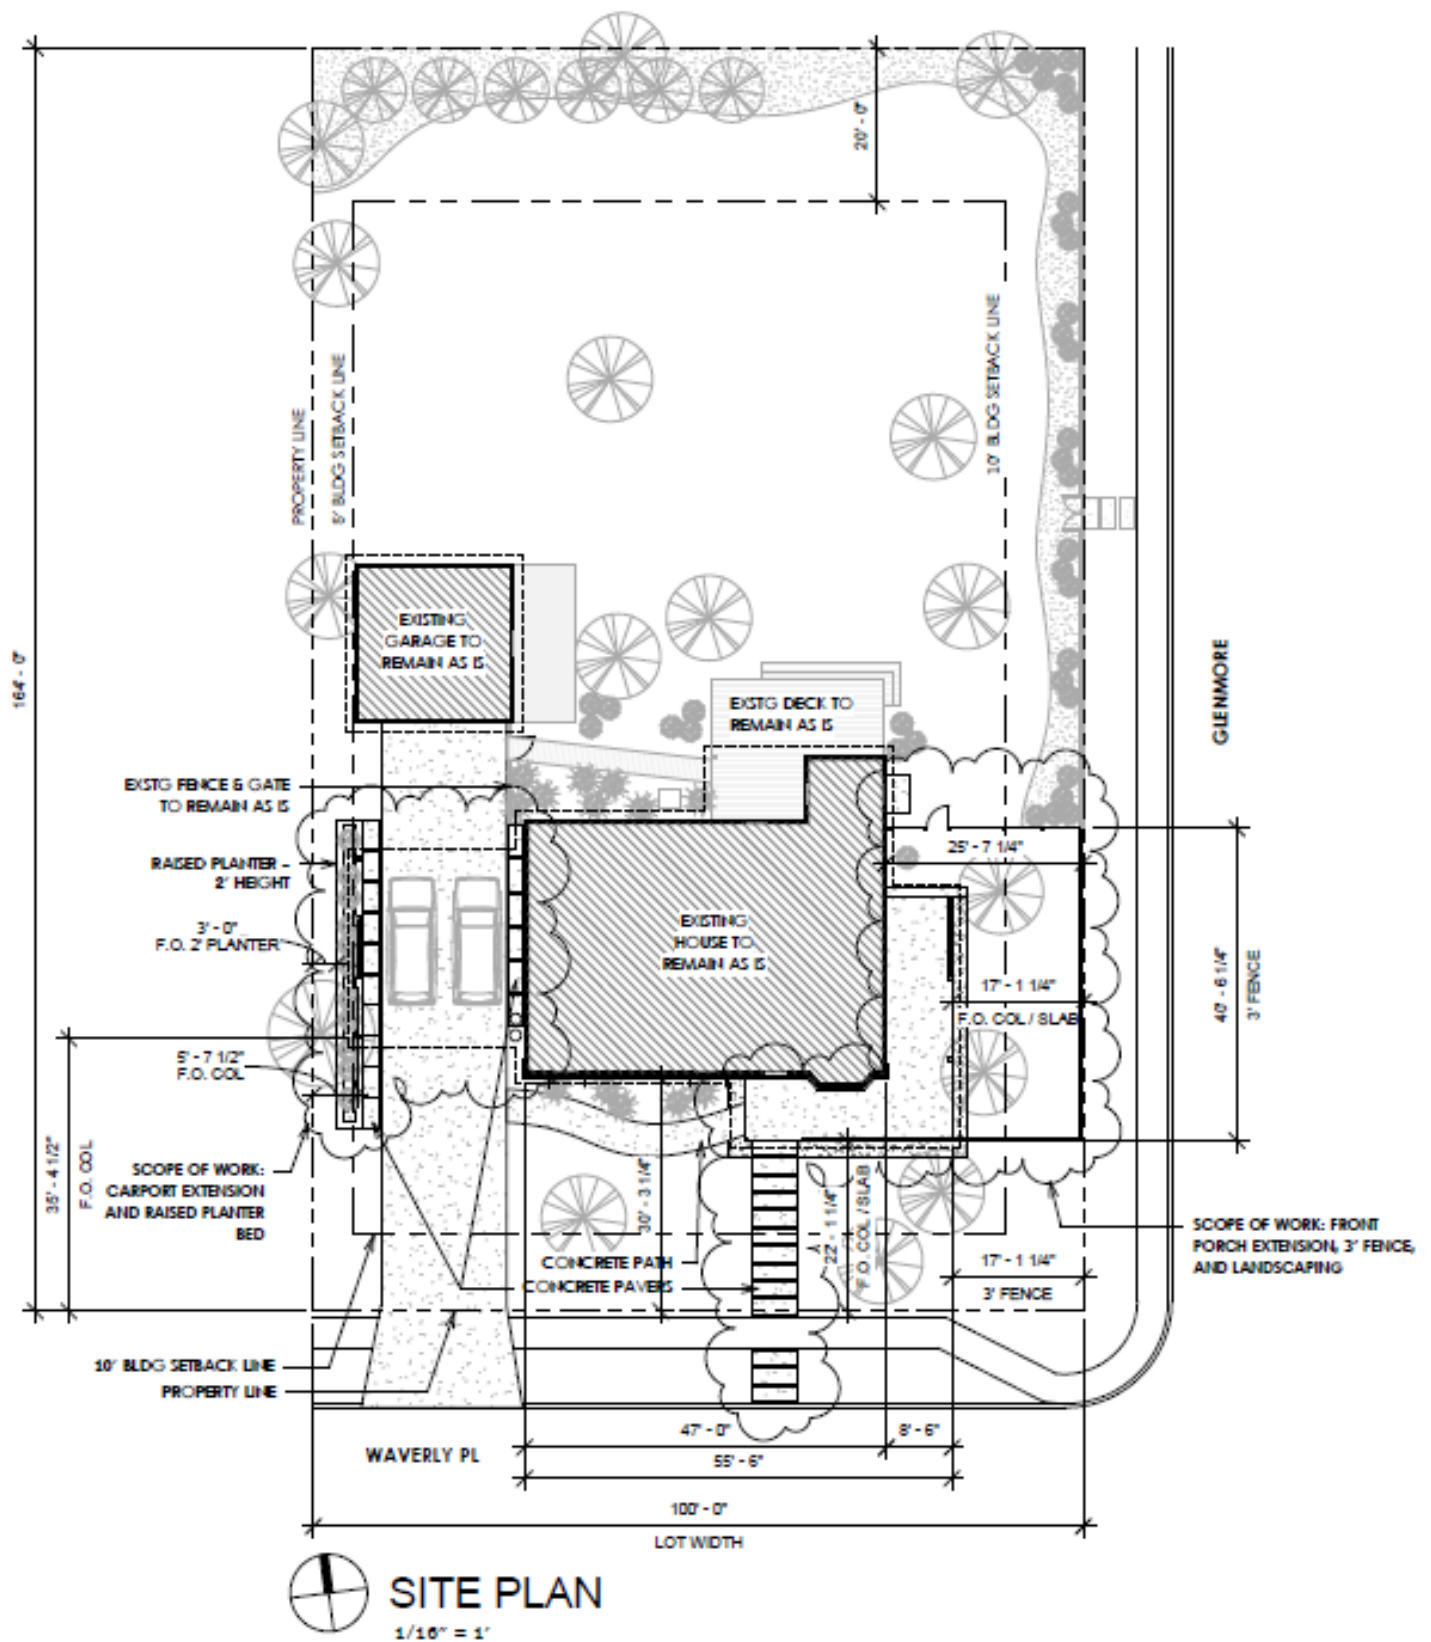 20' - 0"
PROPERTY LINE
5' BLDG SETBACK LINE
10' BLDG SETBACK LINE
164' - 0"
GLENMORE
EXISTING
GARAGE TO
REMAIN AS IS
EXSTG DECK TO
REMAIN AS IS
EXSTG FENCE & GATE
TO REMAIN AS IS
25' - 7 1/4"
RAISED PLANTER -
2' HEIGHT
3' - 0"
F.O. 2' PLANTER
EXISTING
HOUSE TO
REMAIN AS IS
17' - 1 1/4"
F.O. COL / SLAB
40' - 6 1/4"
3' FENCE
5' - 7 1/2"
F.O. COL
35' - 4 1/2"
F.O. COL
SCOPE OF WORK:
CARPORT EXTENSION
AND RAISED PLANTER
BED
30' - 3 1/4"
22' - 1 1/4"
F.O. COL / SLAB
SCOPE OF WORK: FRONT
PORCH EXTENSION, 3' FENCE,
AND LANDSCAPING
CONCRETE PATH
CONCRETE PAVERS
17' - 1 1/4"
3' FENCE
10' BLDG SETBACK LINE
PROPERTY LINE
WAVERLY PL
47' - 0"
8' - 6"
55' - 6"
100' - 0"
LOT WIDTH
SITE PLAN
1/16" = 1'